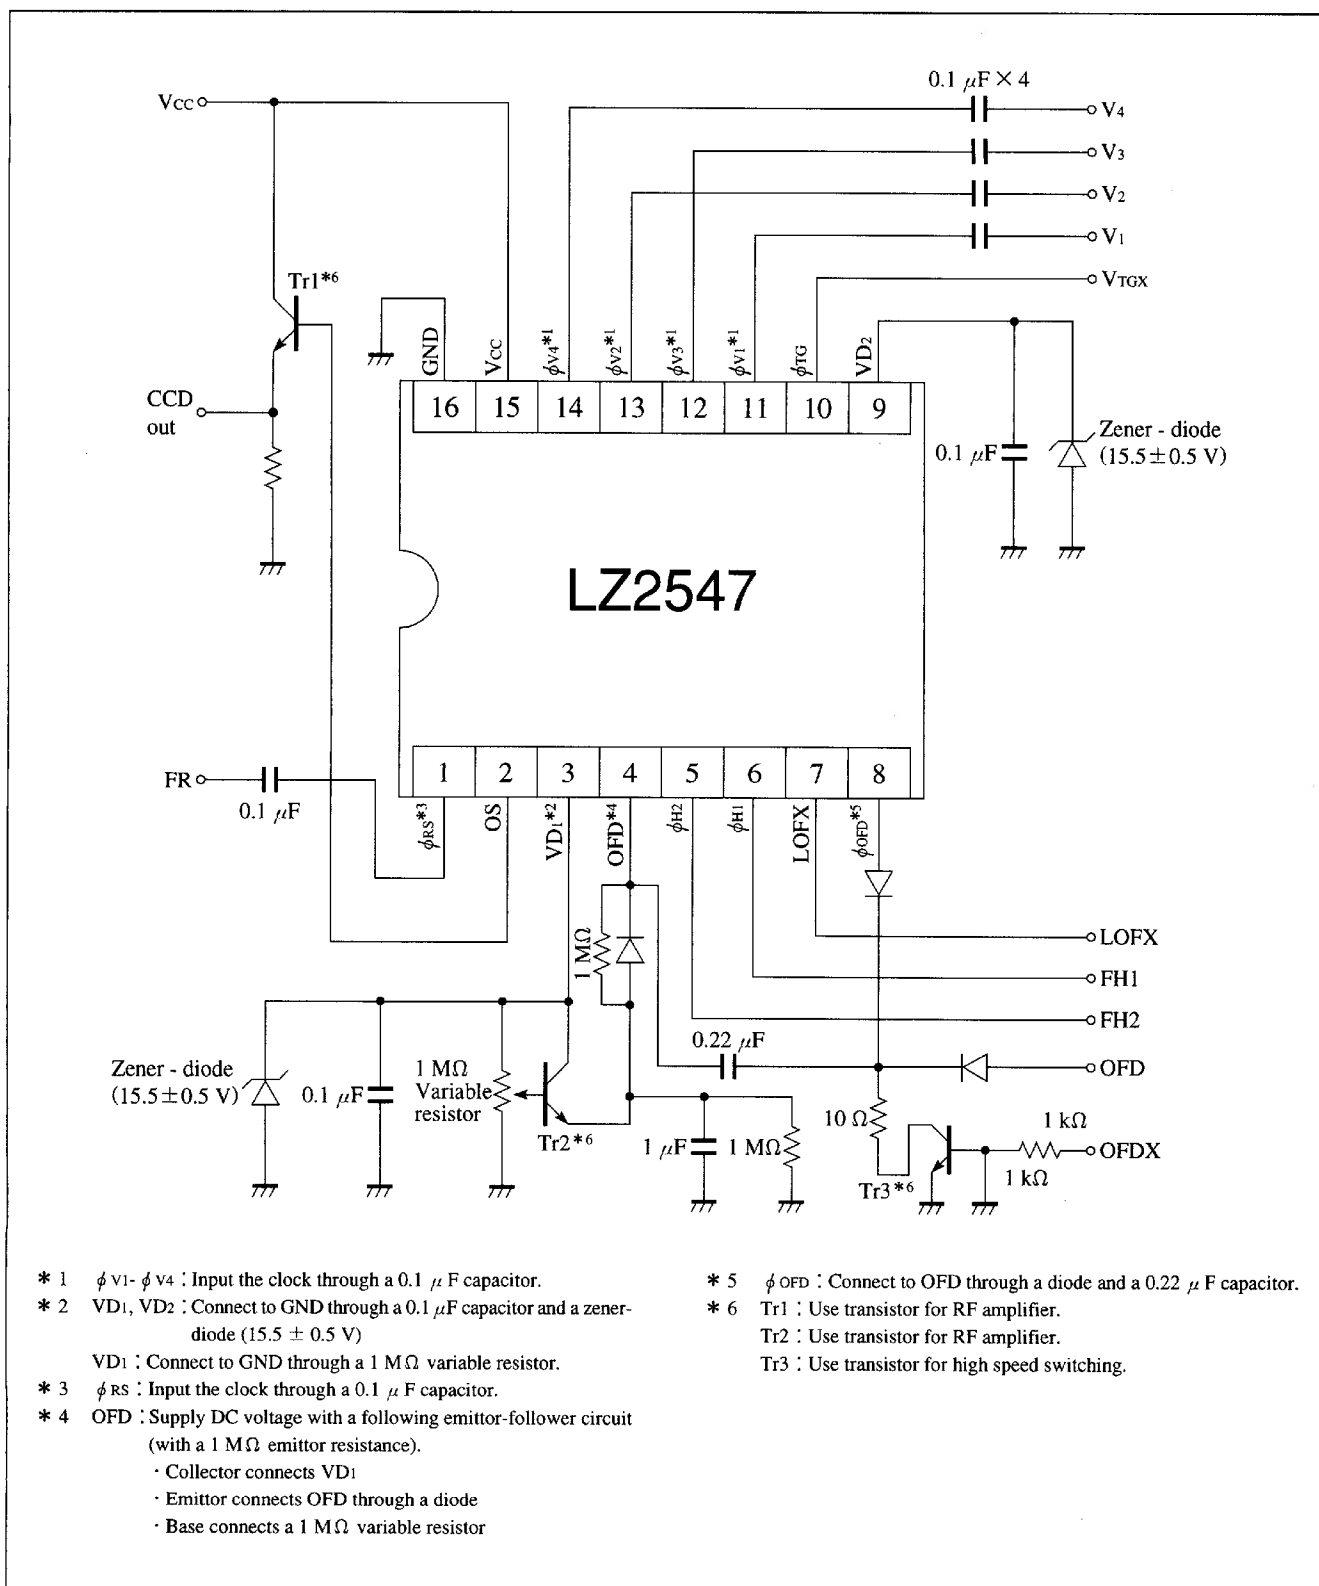 0.1 μF × 4
VCC
V4
V3
V2
V1
VTGX
Tr1*6
GND
VCC
ϕV4*1
ϕV2*1
ϕV3*1
ϕV1*1
ϕTG
VD2
CCD
out
16 15 14 13 12 11 10 9
0.1 μF
Zener - diode
(15.5±0.5 V)
LZ2547
FR
0.1 μF
1 2 3 4 5 6 7 8
ϕRS*3
OS
VD1*2
OFD*4
ϕH2
ϕH1
LOFX
ϕOFD*5
1 MΩ
LOFX
FH1
FH2
0.22 μF
OFD
Zener - diode
(15.5±0.5 V)
0.1 μF
1 MΩ
Variable
resistor
Tr2*6
1 μF
1 MΩ
10 Ω
Tr3*6
1 kΩ
1 kΩ
OFDX
* 1 ϕ V1- ϕ V4 : Input the clock through a 0.1 μ F capacitor.
* 2 VD1, VD2 : Connect to GND through a 0.1 μF capacitor and a zener-
diode (15.5 ± 0.5 V)
VD1 : Connect to GND through a 1 MΩ variable resistor.
* 3 ϕ RS : Input the clock through a 0.1 μ F capacitor.
* 4 OFD : Supply DC voltage with a following emittor-follower circuit
(with a 1 MΩ emittor resistance).
· Collector connects VD1
· Emittor connects OFD through a diode
· Base connects a 1 MΩ variable resistor
* 5 ϕ OFD : Connect to OFD through a diode and a 0.22 μ F capacitor.
* 6 Tr1 : Use transistor for RF amplifier.
Tr2 : Use transistor for RF amplifier.
Tr3 : Use transistor for high speed switching.